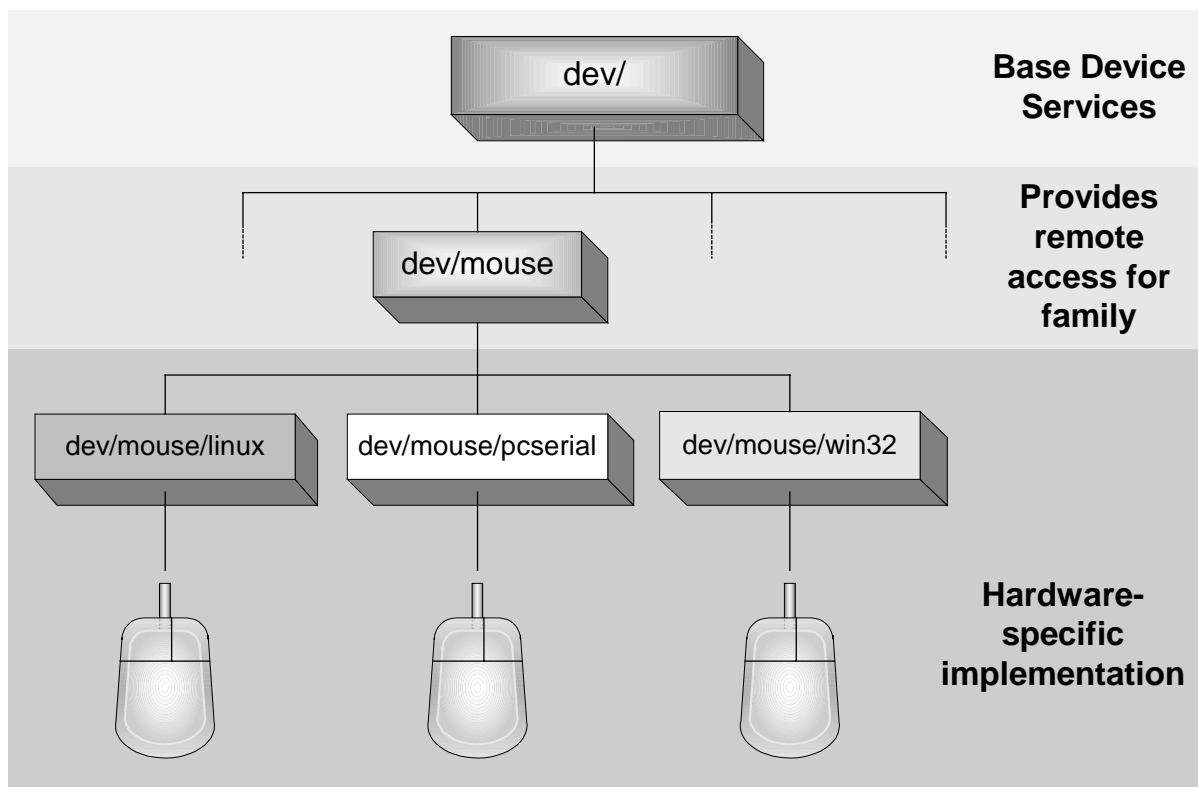 dev/
Base Device
Services
Provides
remote
access for
family
dev/mouse
dev/mouse/linux
dev/mouse/pcserial
dev/mouse/win32
Hardware-
specific
implementation